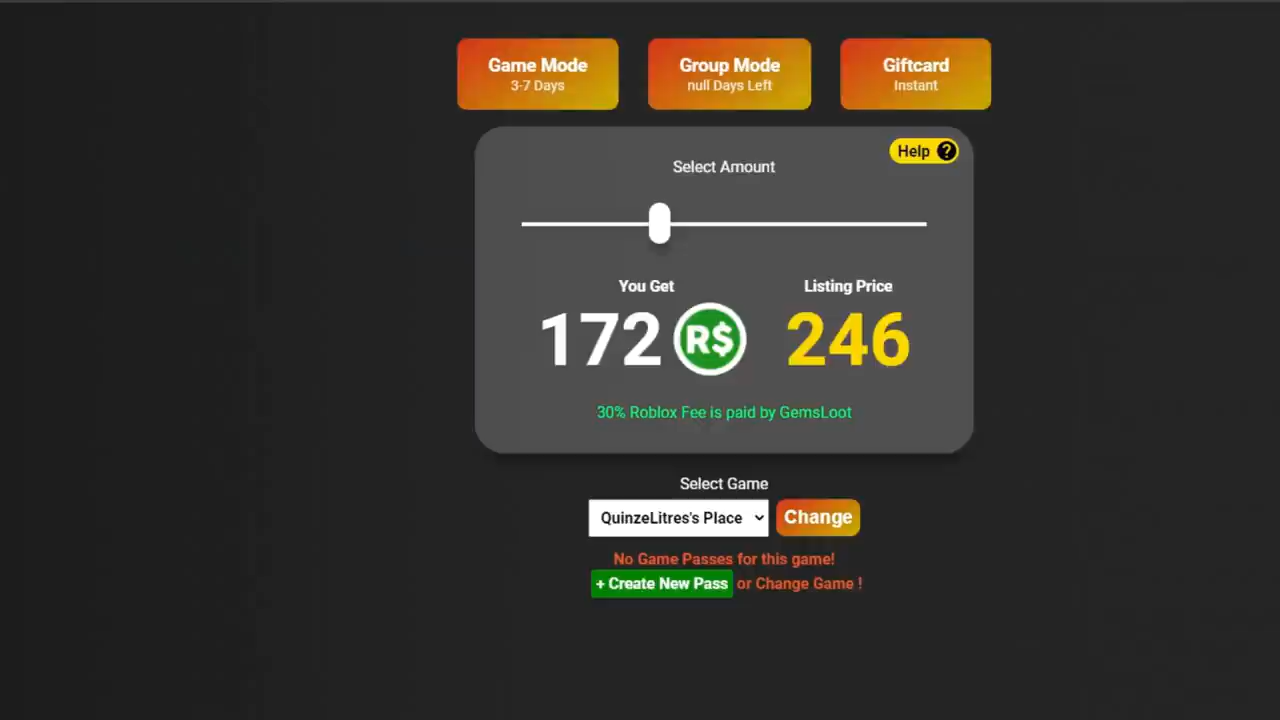 Game Mode
3-7 Days
Group Mode
null Days Left
Giftcard
Instant
Help ?
Select Amount
You Get
Listing Price
172 R$ 246
30% Roblox Fee is paid by GemsLoot
Select Game
QuinzeLitres's Place Change
No Game Passes for this game!
+ Create New Pass or Change Game !